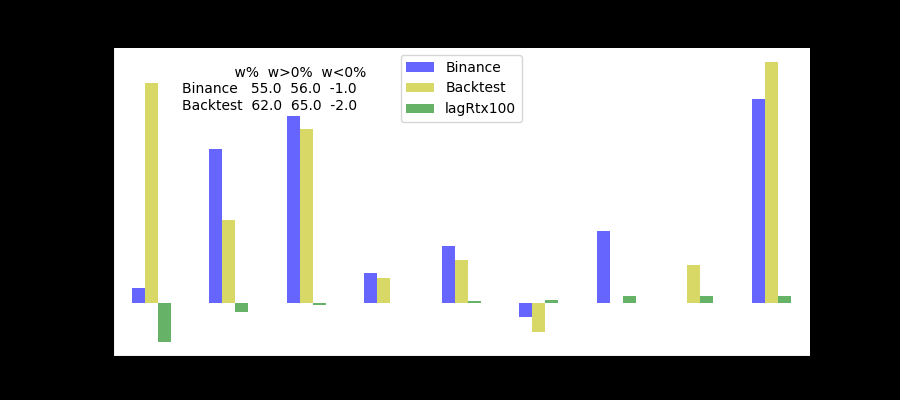 w%  w>0%  w<0%
Binance  55.0  56.0  -1.0
Backtest  62.0  65.0  -2.0
Binance
Backtest
lagRtx100